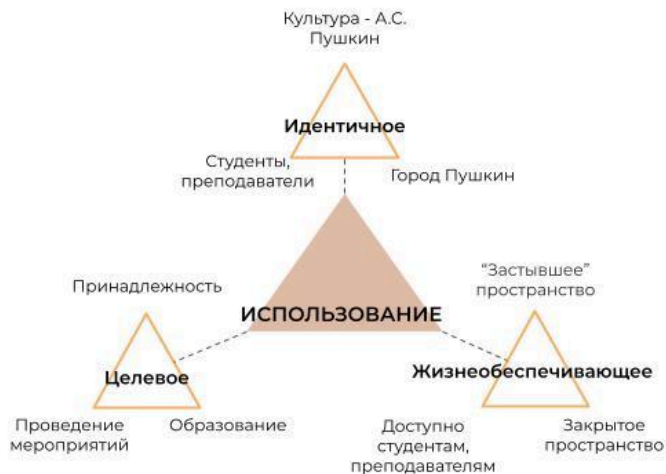 Культура - А.С.
Пушкин
Идентичное
Студенты,
преподаватели
Город Пушкин
Принадлежность
“Застывшее”
пространство
ИСПОЛЬЗОВАНИЕ
Целевое
Жизнеобеспечивающее
Проведение
мероприятий
Образование
Доступно
студентам,
преподавателям
Закрытое
пространство